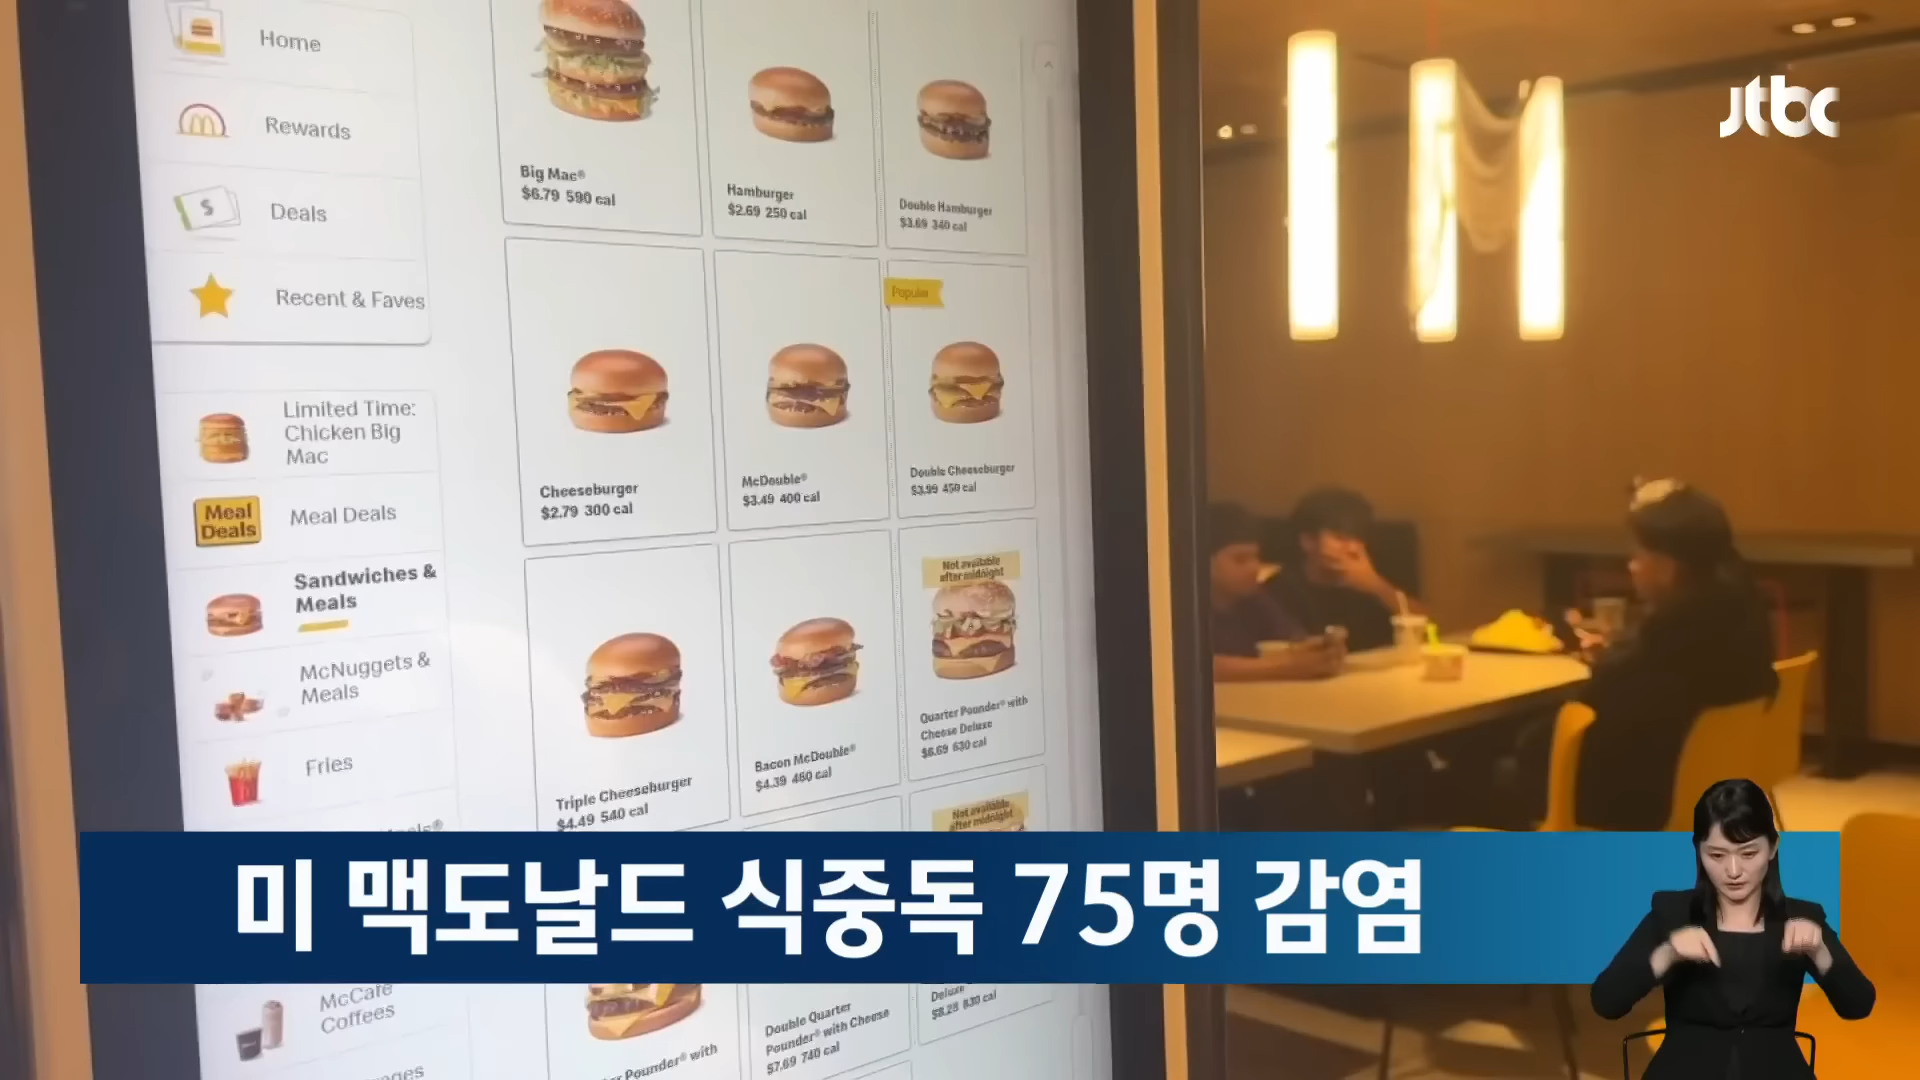 Home
Rewards
Deals
Recent & Faves
Limited Time:
Chicken Big
Mac
Meal
Deals
Meal Deals
Sandwiches &
Meals
McNuggets &
Meals
Fries
McCafé
Coffees
Big Mac®
$6.79 590 cal
Hamburger
$2.69 250 cal
Double Hamburger
$3.69 340 cal
Cheeseburger
$2.79 300 cal
McDouble®
$3.49 400 cal
Popular
Double Cheeseburger
$3.99 450 cal
Triple Cheeseburger
$4.49 540 cal
Bacon McDouble®
$4.39 460 cal
Not available
after midnight
Quarter Pounder® with
Cheese Deluxe
$6.69 630 cal
Not available
after midnight
Pounder® with
Double Quarter
Pounder® with Cheese
$7.69 740 cal
Deluxe
$8.28 830 cal
jtbc
미 맥도날드 식중독 75명 감염